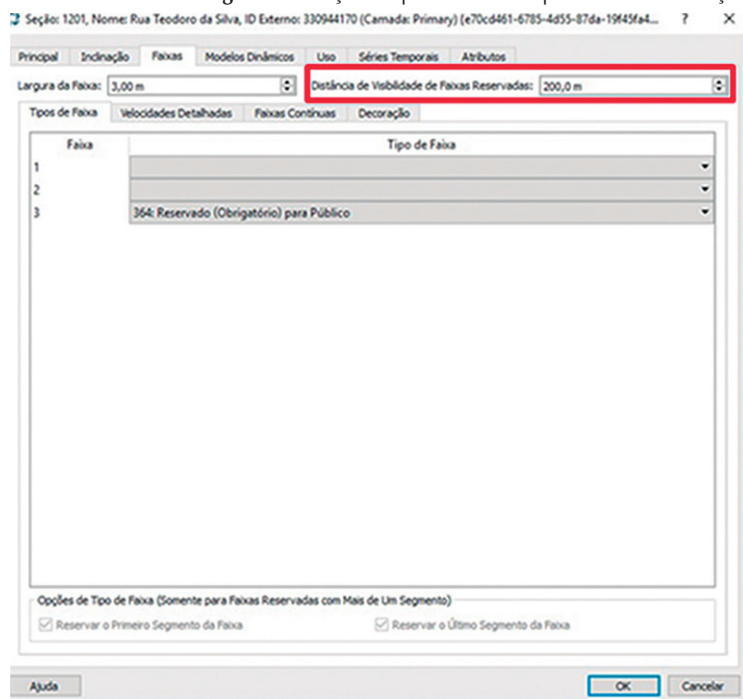 Seção: 1201, Nome: Rua Teodoro da Silva, ID Externo: 330944170 (Camada: Primary) (e70cd461-6785-4d55-87da-19f45fa4... ? X
Principal Inclinação Faixas Modelos Dinâmicos Uso Séries Temporais Atributos
Largura da Faixa: 3,00 m Distância de Visibilidade de Faixas Reservadas: 200,0 m
Tipos de Faixa Velocidades Detalhadas Faixas Contínuas Decoração
Faixa Tipo de Faixa
1
2
3 364: Reservado (Obrigatório) para Público
Opções de Tipo de Faixa (Somente para Faixas Reservadas com Mais de Um Segmento)
Reservar o Primeiro Segmento da Faixa Reservar o Último Segmento da Faixa
Ajuda OK Cancelar